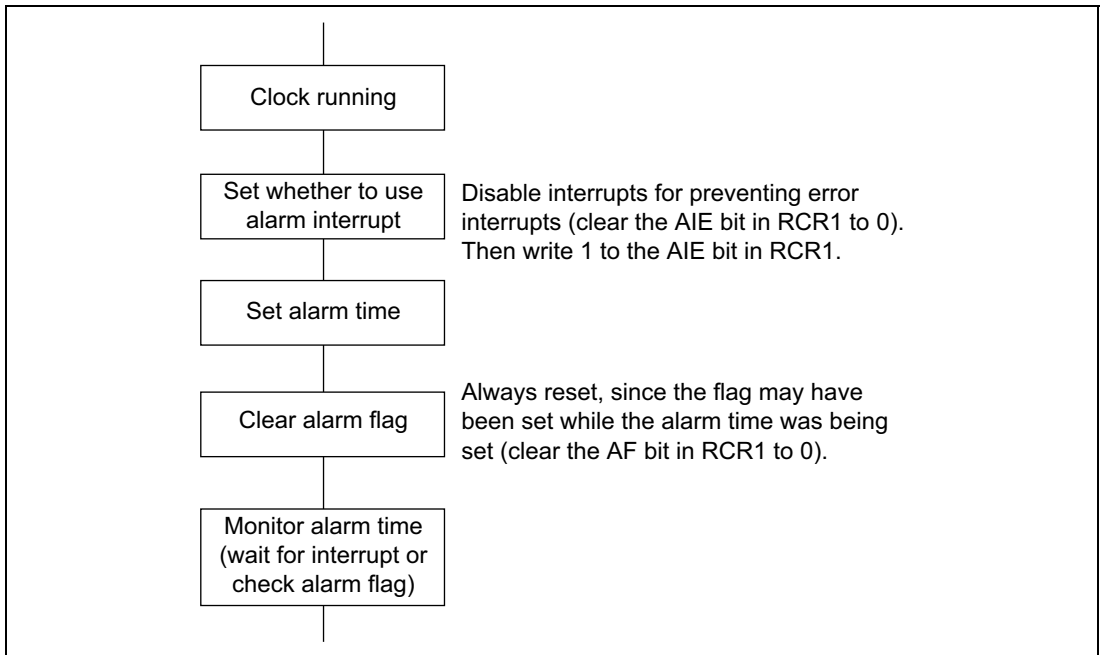 Clock running
Set whether to use
alarm interrupt
Disable interrupts for preventing error
interrupts (clear the AIE bit in RCR1 to 0).
Then write 1 to the AIE bit in RCR1.
Set alarm time
Clear alarm flag
Always reset, since the flag may have
been set while the alarm time was being
set (clear the AF bit in RCR1 to 0).
Monitor alarm time
(wait for interrupt or
check alarm flag)